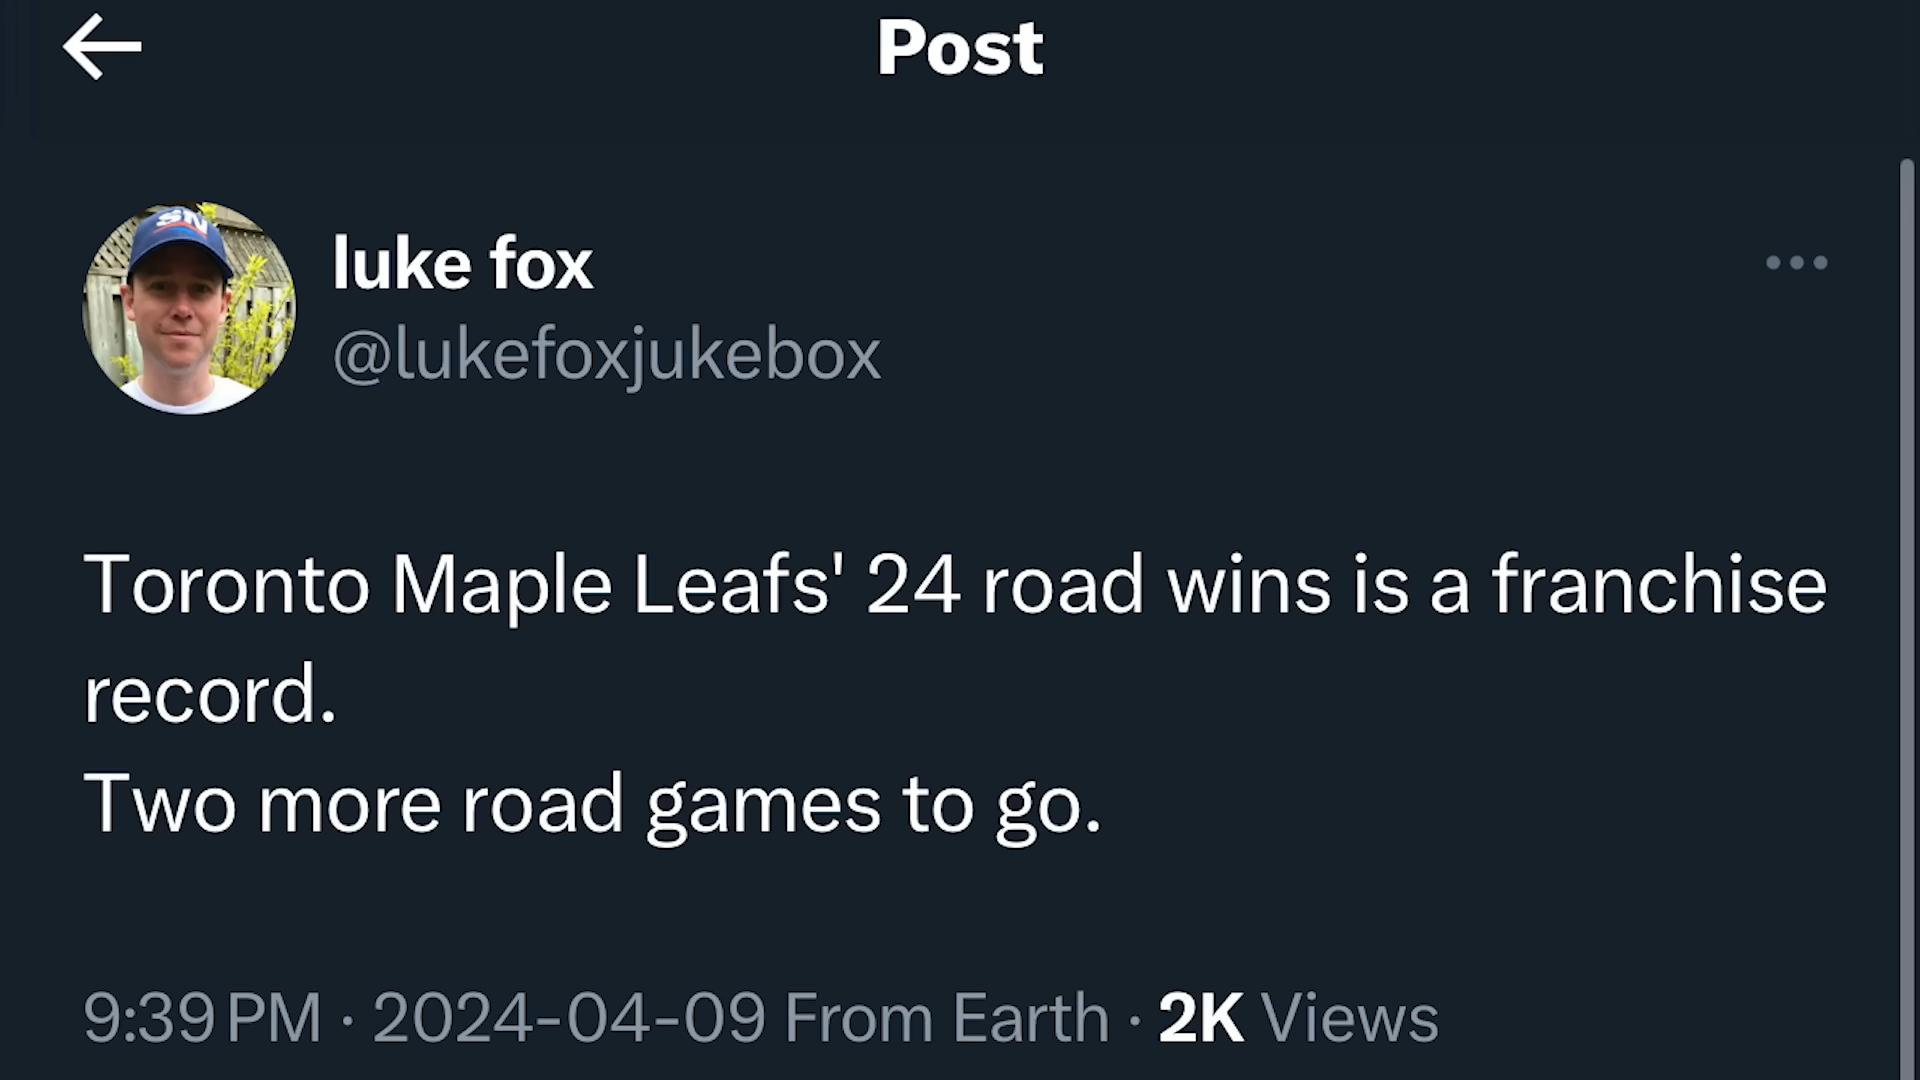 Post
SN
luke fox
@lukefoxjukebox
Toronto Maple Leafs' 24 road wins is a franchise
record.
Two more road games to go.
9:39 PM · 2024-04-09 From Earth · 2K Views